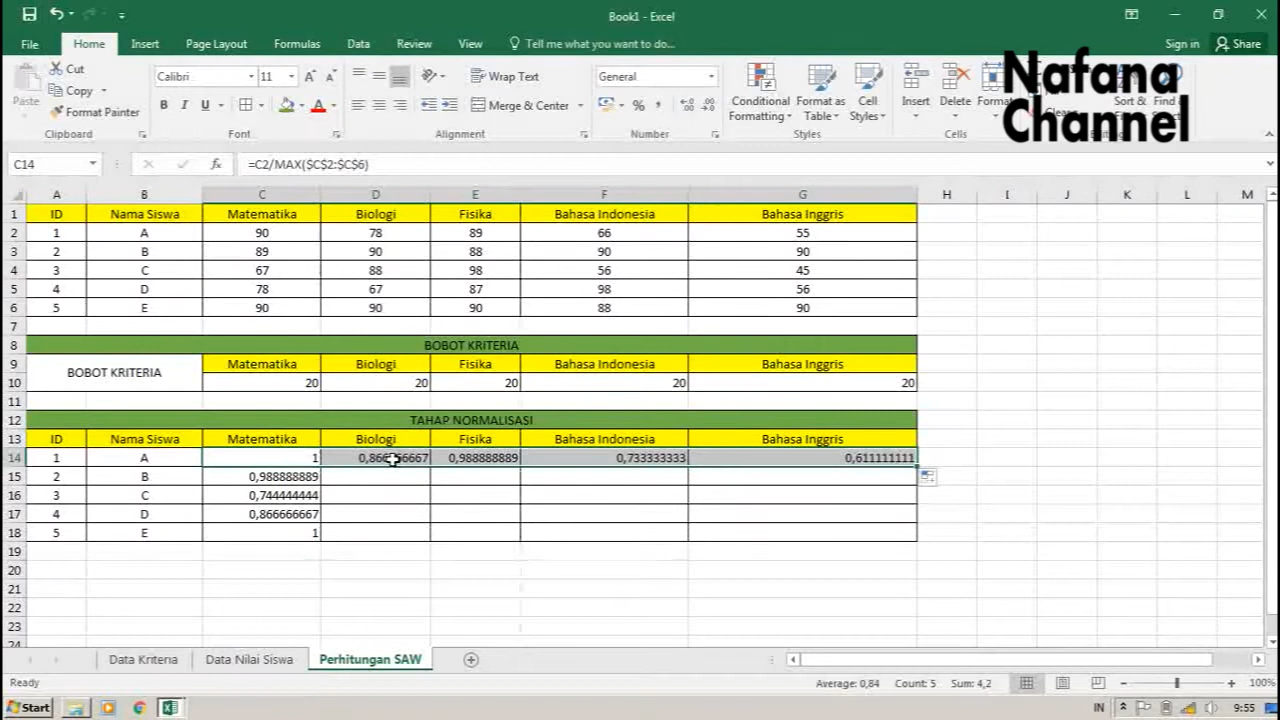 Book1 - Excel
File Home Insert Page Layout Formulas Data Review View Tell me what you want to do... Sign in Share
Nafana
Channel
Paste
Cut
Copy
Format Painter
Calibri 11
B I U
Wrap Text
Merge & Center
General
Conditional Formatting
Format as Table
Cell Styles
Insert Delete Format
Sort & Find &
Clipboard Font Alignment Number Styles Cells
C14 fx =C2/MAX($C$2:$C$6)
A B C D E F G H I J K L M
1 ID Nama Siswa Matematika Biologi Fisika Bahasa Indonesia Bahasa Inggris
2 1 A 90 78 89 66 55
3 2 B 89 90 88 90 90
4 3 C 67 88 98 56 45
5 4 D 78 67 87 98 56
6 5 E 90 90 90 88 90
7
8 BOBOT KRITERIA
9 BOBOT KRITERIA Matematika Biologi Fisika Bahasa Indonesia Bahasa Inggris
10 20 20 20 20 20
11
12 TAHAP NORMALISASI
13 ID Nama Siswa Matematika Biologi Fisika Bahasa Indonesia Bahasa Inggris
14 1 A 1 0,988888889 0,733333333 0,611111111
15 2 B 0,988888889
16 3 C 0,744444444
17 4 D 0,866666667
18 5 E 1
19
20
21
22
23
24
Data Kriteria Data Nilai Siswa Perhitungan SAW
Ready Average: 0,84 Count: 5 Sum: 4,2 100%
Start IN 9:55